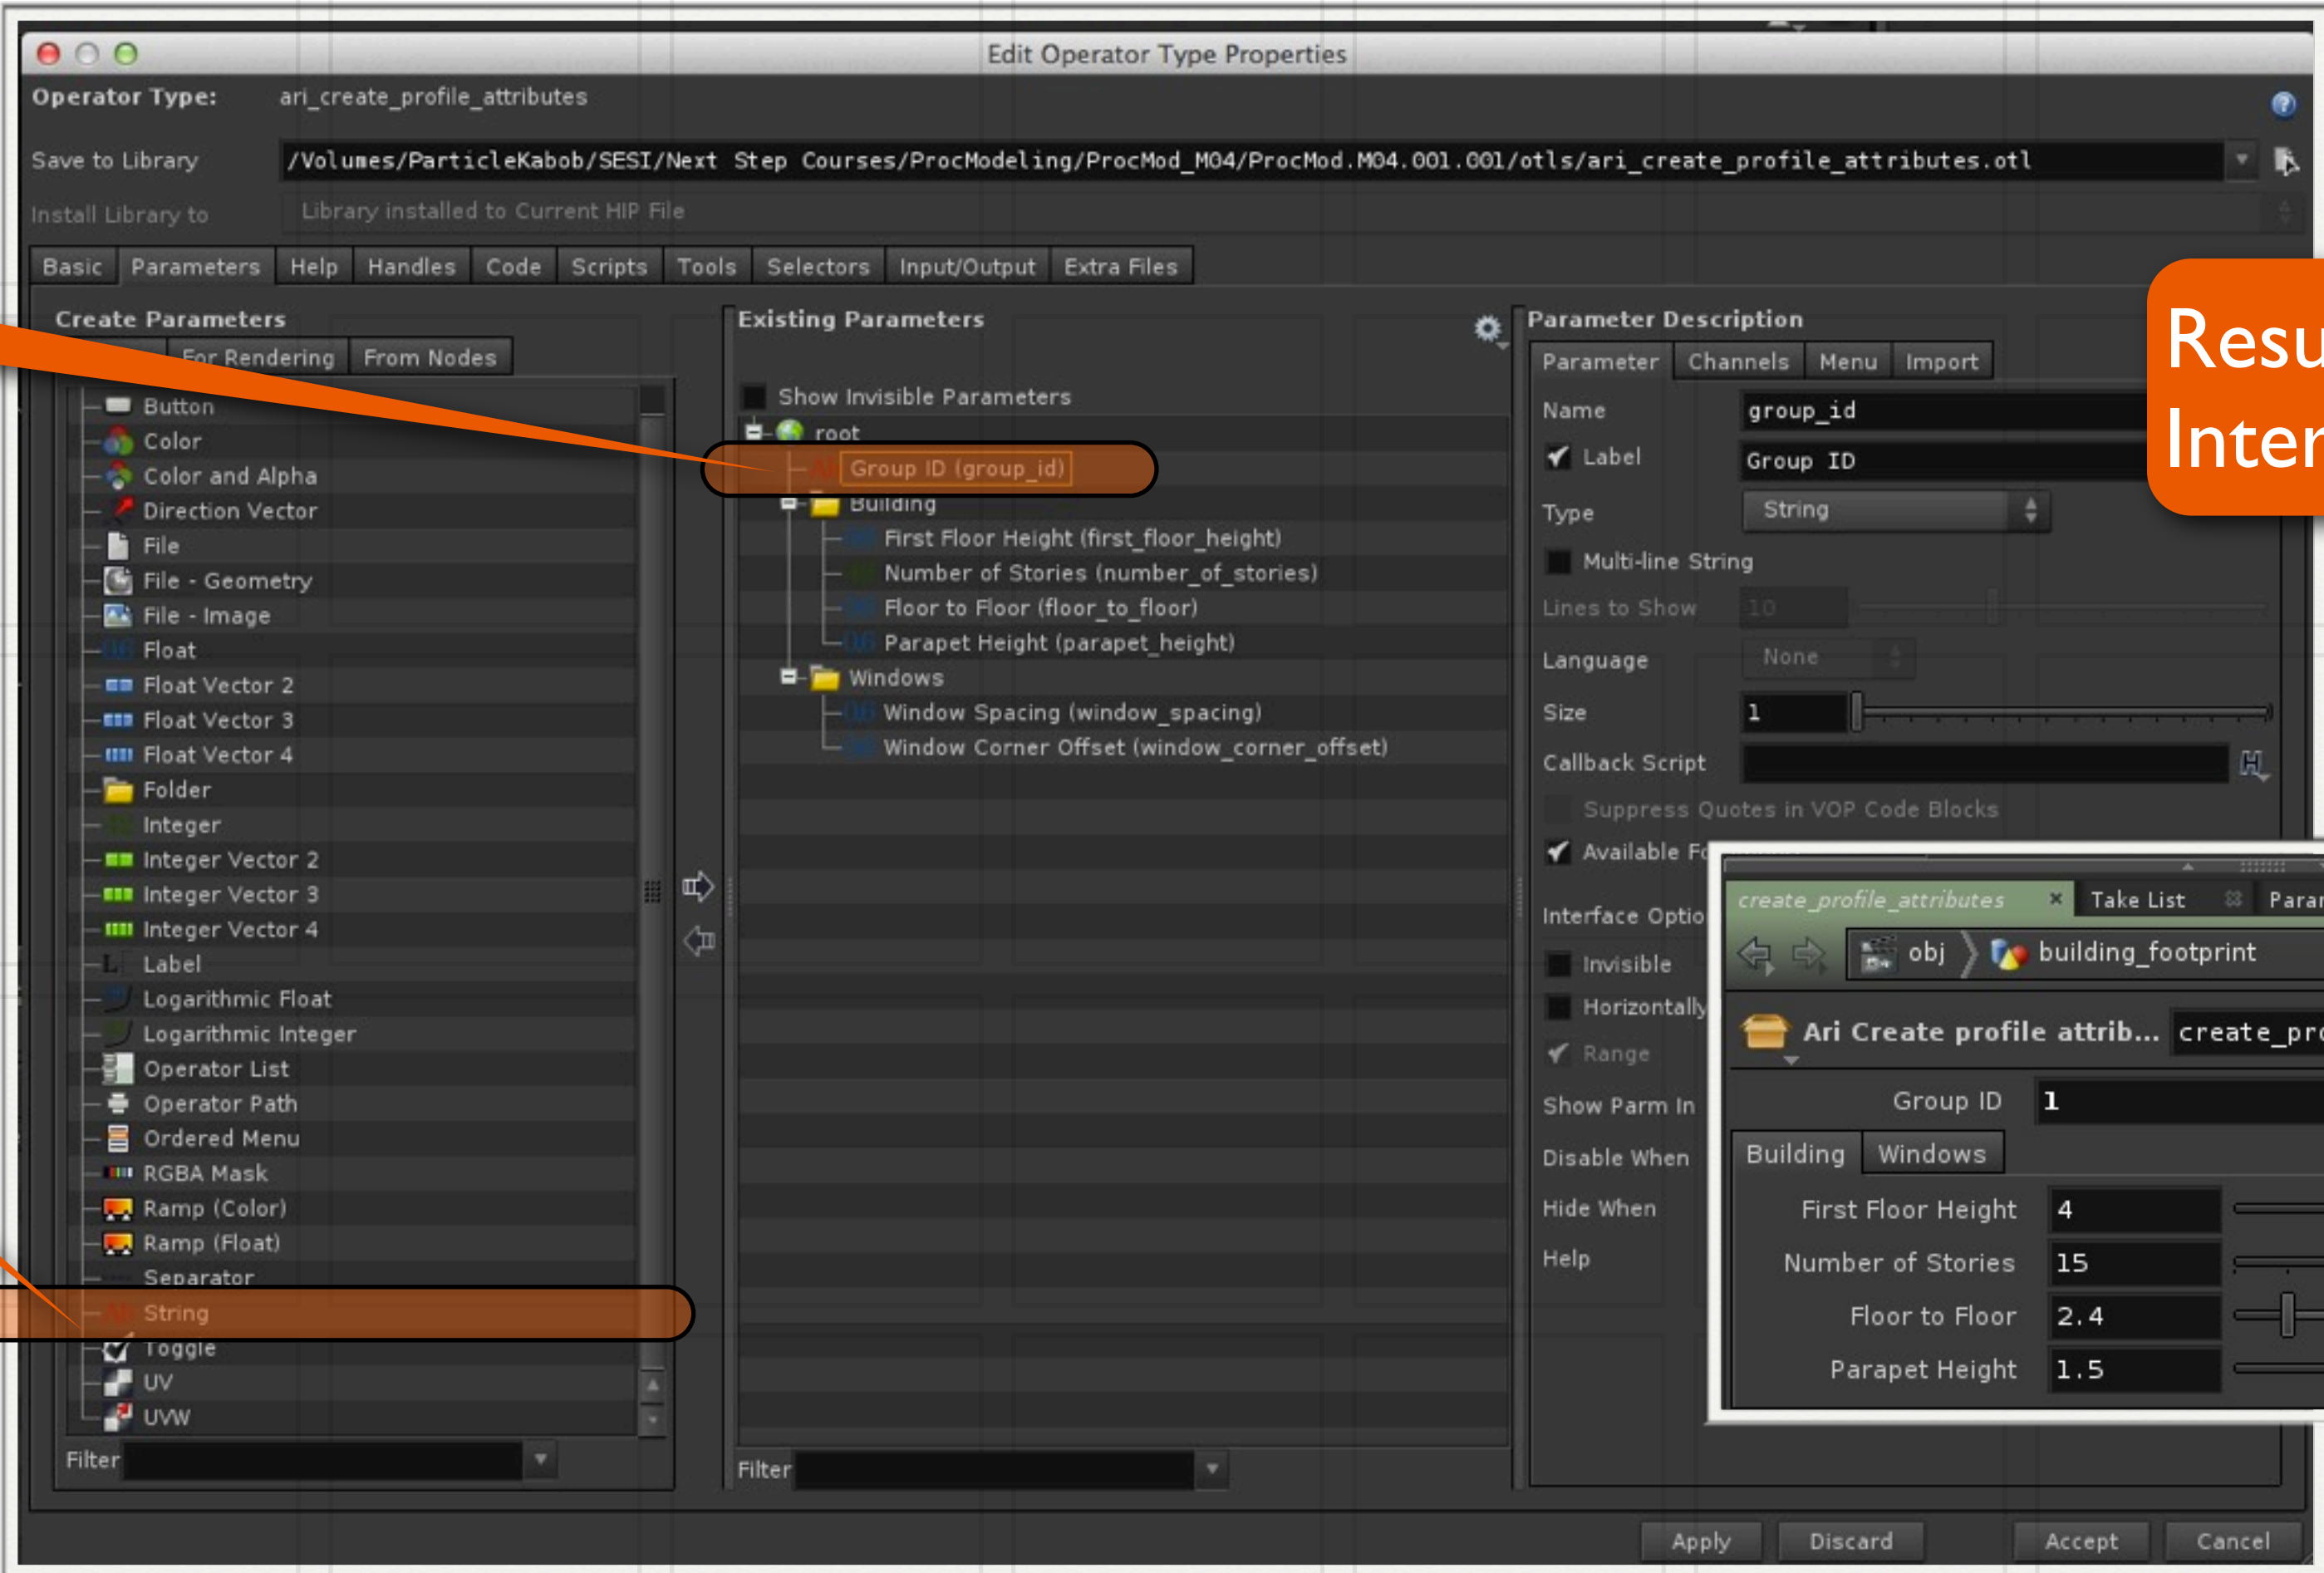 Edit Operator Type Properties
Operator Type: ari_create_profile_attributes
Save to Library /Volumes/ParticleKabob/SESI/Next Step Courses/ProcModeling/ProcMod_M04/ProcMod.M04.001.001/otls/ari_create_profile_attributes.otl
Install Library to Library installed to Current HIP File
Basic Parameters Help Handles Code Scripts Tools Selectors Input/Output Extra Files
Create Parameters
For Rendering From Nodes
Button
Color
Color and Alpha
Direction Vector
File
File - Geometry
File - Image
Float
Float Vector 2
Float Vector 3
Float Vector 4
Folder
Integer
Integer Vector 2
Integer Vector 3
Integer Vector 4
Label
Logarithmic Float
Logarithmic Integer
Operator List
Operator Path
Ordered Menu
RGBA Mask
Ramp (Color)
Ramp (Float)
Separator
String
Toggle
UV
UVW
Filter
Existing Parameters
Show Invisible Parameters
root
Group ID (group_id)
Building
First Floor Height (first_floor_height)
Number of Stories (number_of_stories)
Floor to Floor (floor_to_floor)
Parapet Height (parapet_height)
Windows
Window Spacing (window_spacing)
Window Corner Offset (window_corner_offset)
Filter
Parameter Description
Parameter Channels Menu Import
Name group_id
Label Group ID
Type String
Multi-line String
Lines to Show 10
Language None
Size 1
Callback Script
Suppress Quotes in VOP Code Blocks
Available Fo
Interface Optio
Invisible
Horizontally
Range
Show Parm In
Disable When
Hide When
Help
Resu
Inter
create_profile_attributes Take List Parar
obj building_footprint
Ari Create profile attrib... create_pro
Group ID 1
Building Windows
First Floor Height 4
Number of Stories 15
Floor to Floor 2.4
Parapet Height 1.5
Apply Discard Accept Cancel